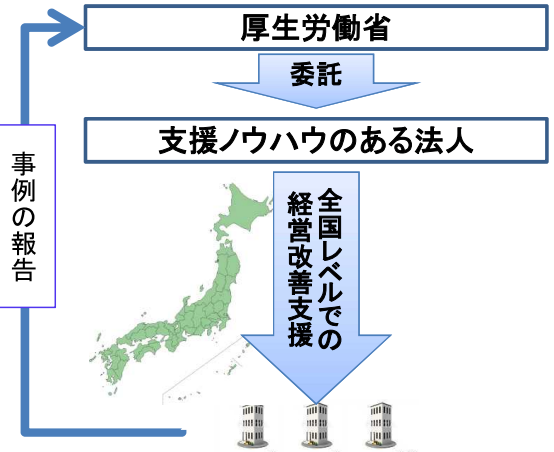 厚生労働省
委託
支援ノウハウのある法人
全国レベルでの
経営改善支援
事例の報告